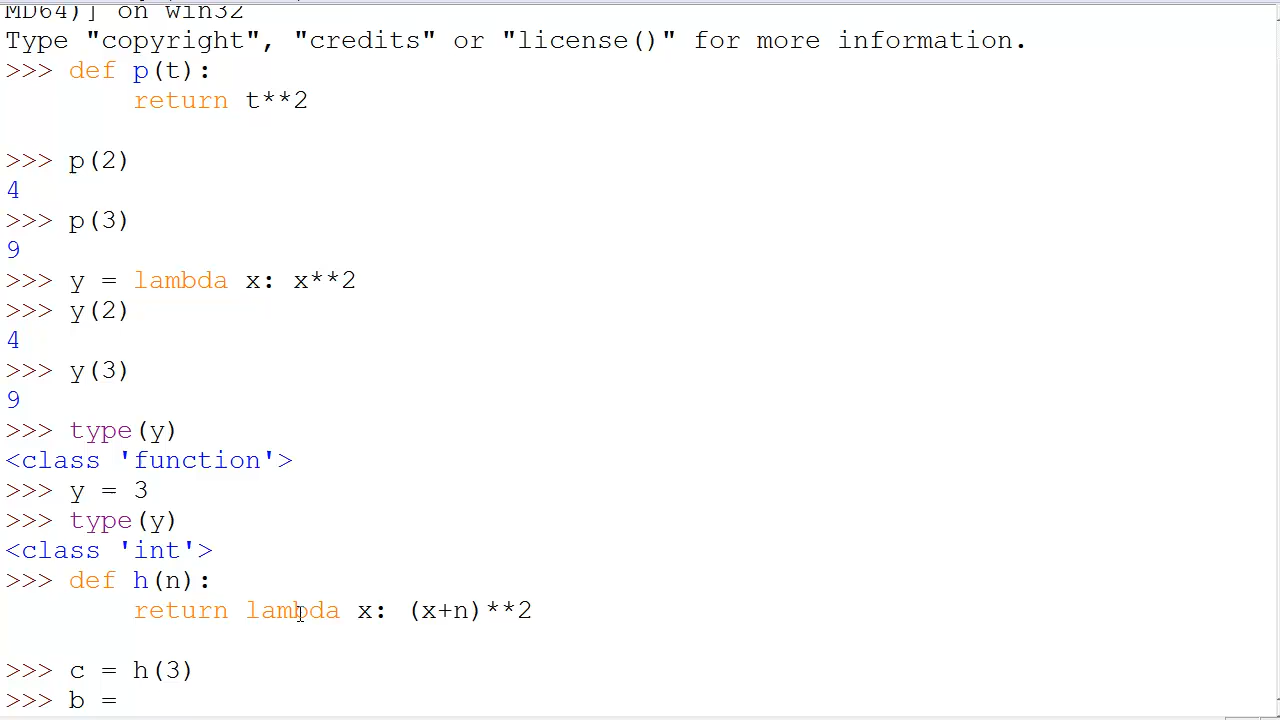 MD64)] on win32
Type "copyright", "credits" or "license()" for more information.
>>> def p(t):
        return t**2
>>> p(2)
4
>>> p(3)
9
>>> y = lambda x: x**2
>>> y(2)
4
>>> y(3)
9
>>> type(y)
<class 'function'>
>>> y = 3
>>> type(y)
<class 'int'>
>>> def h(n):
        return lambda x: (x+n)**2
>>> c = h(3)
>>> b =